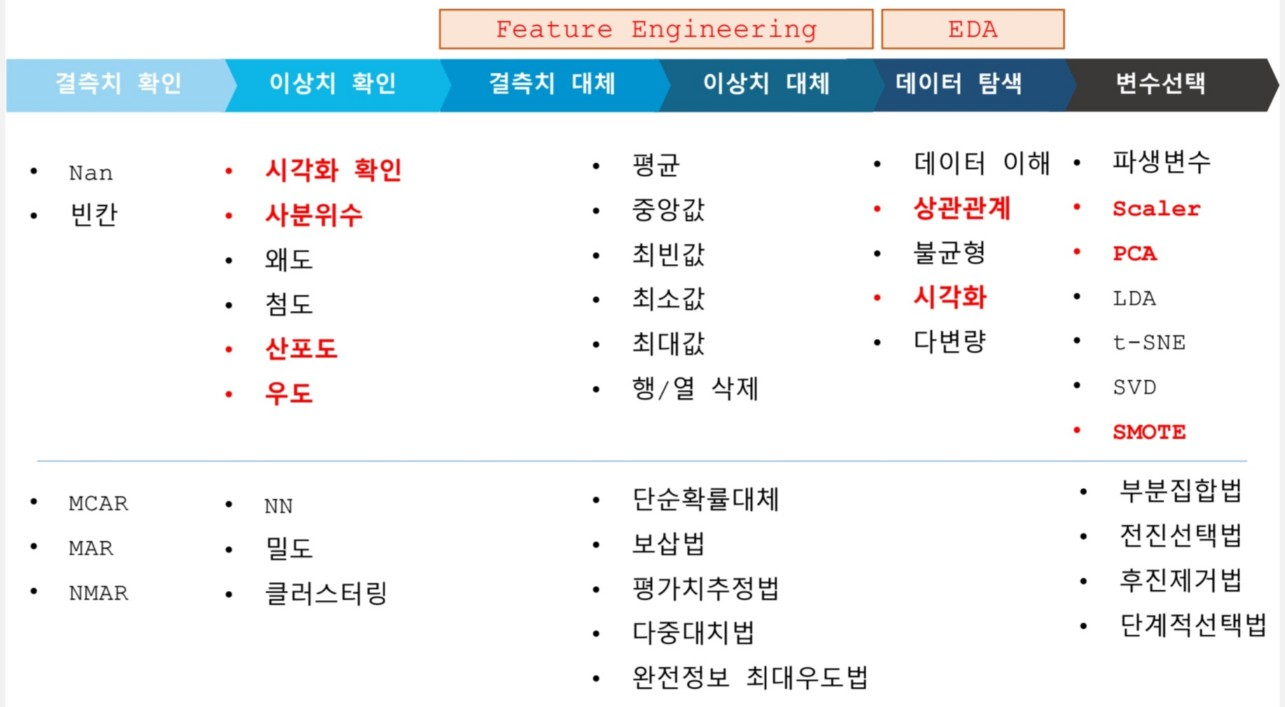 Feature Engineering
EDA
결측치 확인
이상치 확인
결측치 대체
이상치 대체
데이터 탐색
변수선택
• Nan
• 빈칸
• 시각화 확인
• 사분위수
• 왜도
• 첨도
• 산포도
• 우도
• 평균
• 중앙값
• 최빈값
• 최소값
• 최대값
• 행/열 삭제
• 데이터 이해
• 상관관계
• 불균형
• 시각화
• 다변량
• 파생변수
• Scaler
• PCA
• LDA
• t-SNE
• SVD
• SMOTE
• MCAR
• MAR
• NMAR
• NN
• 밀도
• 클러스터링
• 단순확률대체
• 보삽법
• 평가치추정법
• 다중대치법
• 완전정보 최대우도법
• 부분집합법
• 전진선택법
• 후진제거법
• 단계적선택법